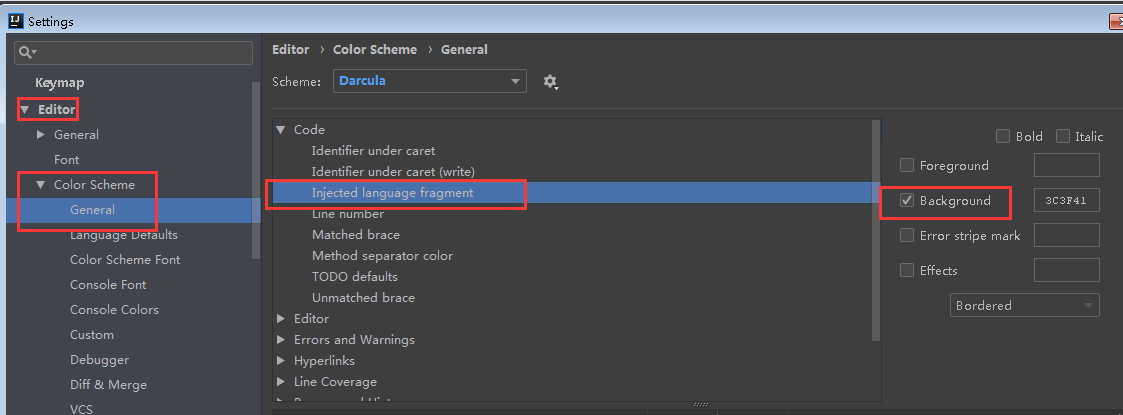 IJ Settings
Keymap
Editor
General
Font
Color Scheme
General
Language Defaults
Color Scheme Font
Console Font
Console Colors
Custom
Debugger
Diff & Merge
VCS
Editor › Color Scheme › General
Scheme: Darcula
Code
Identifier under caret
Identifier under caret (write)
Injected language fragment
Line number
Matched brace
Method separator color
TODO defaults
Unmatched brace
Editor
Errors and Warnings
Hyperlinks
Line Coverage
Bold Italic
Foreground
Background 3C3F41
Error stripe mark
Effects
Bordered